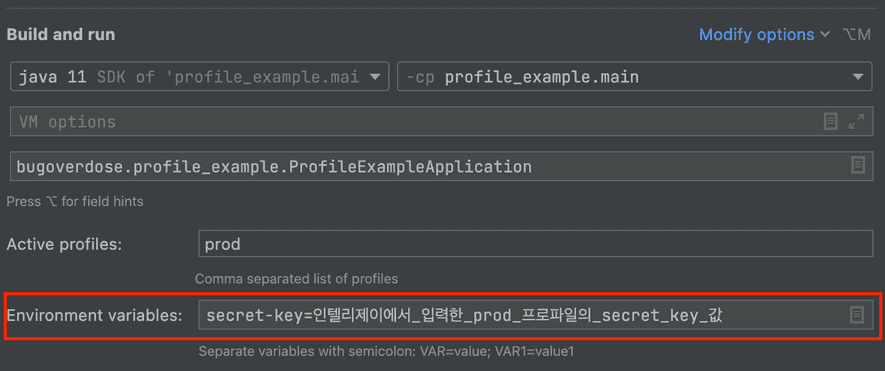 Build and run
Modify options ⌥M
java 11 SDK of 'profile_example.mai -cp profile_example.main
VM options
bugoverdose.profile_example.ProfileExampleApplication
Press ⌥ for field hints
Active profiles: prod
Comma separated list of profiles
Environment variables: secret-key=인텔리제이에서_입력한_prod_프로파일의_secret_key_값
Separate variables with semicolon: VAR=value; VAR1=value1